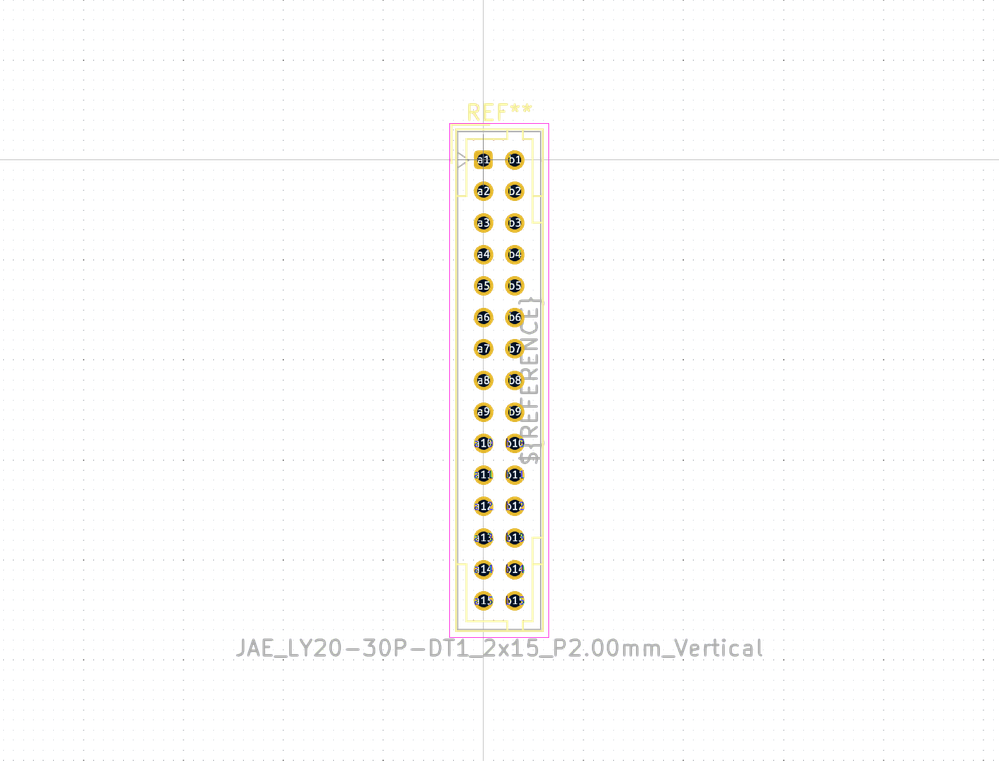 REF**
a1 b1
a2 b2
a3 b3
a4 b4
a5 b5
a6 b6
a7 b7
a8 b8
a9 b9
a10 b10
a11 b11
a12 b12
a13 b13
a14 b14
a15 b15
${REFERENCE}
JAE_LY20-30P-DT1_2x15_P2.00mm_Vertical